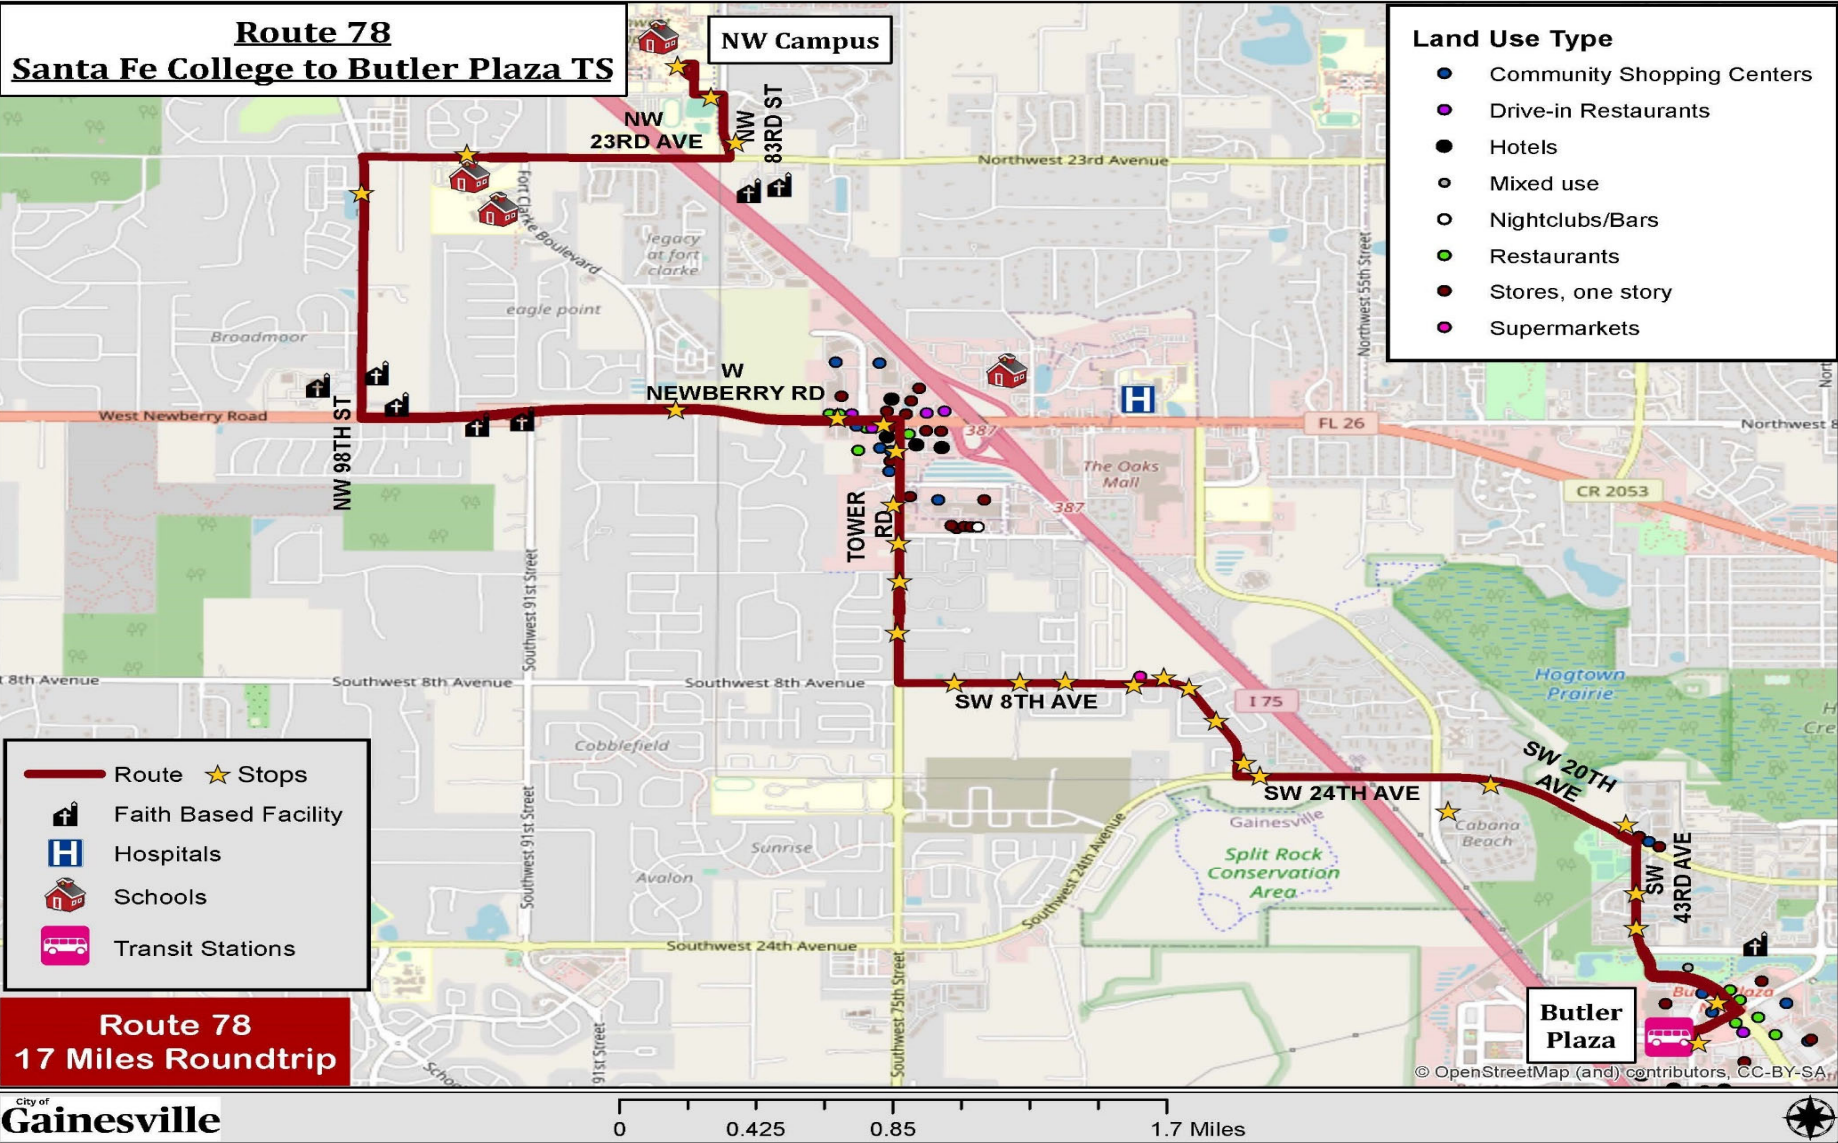 Route 78
Santa Fe College to Butler Plaza TS
NW Campus
Land Use Type
Community Shopping Centers
Drive-in Restaurants
Hotels
Mixed use
Nightclubs/Bars
Restaurants
Stores, one story
Supermarkets
NW
23RD AVE
NW
83RD ST
Northwest 23rd Avenue
Fort Clarke Boulevard
legacy
at fort
clarke
eagle point
Broadmoor
Northwest 55th Street
W
NEWBERRY RD
West Newberry Road
NW 98TH ST
387
FL 26
Northwest 8
The Oaks
Mall
387
CR 2053
TOWER
RD
Southwest 91st Street
t 8th Avenue
Southwest 8th Avenue
Southwest 8th Avenue
SW 8TH AVE
I 75
Hogtown
Prairie
H
Cre
Cobblefield
SW 20TH
AVE
SW 24TH AVE
Route
Stops
Faith Based Facility
Hospitals
Schools
Transit Stations
Southwest 91st Street
Sunrise
Avalon
Southwest 24th Avenue
Gainesville
Split Rock
Conservation
Area
Cabana
Beach
SW
43RD AVE
Southwest 24th Avenue
Southwest 75th Street
91st Street
Butler
Plaza
Route 78
17 Miles Roundtrip
© OpenStreetMap (and) contributors, CC-BY-SA
City of
Gainesville
0
0.425
0.85
1.7 Miles